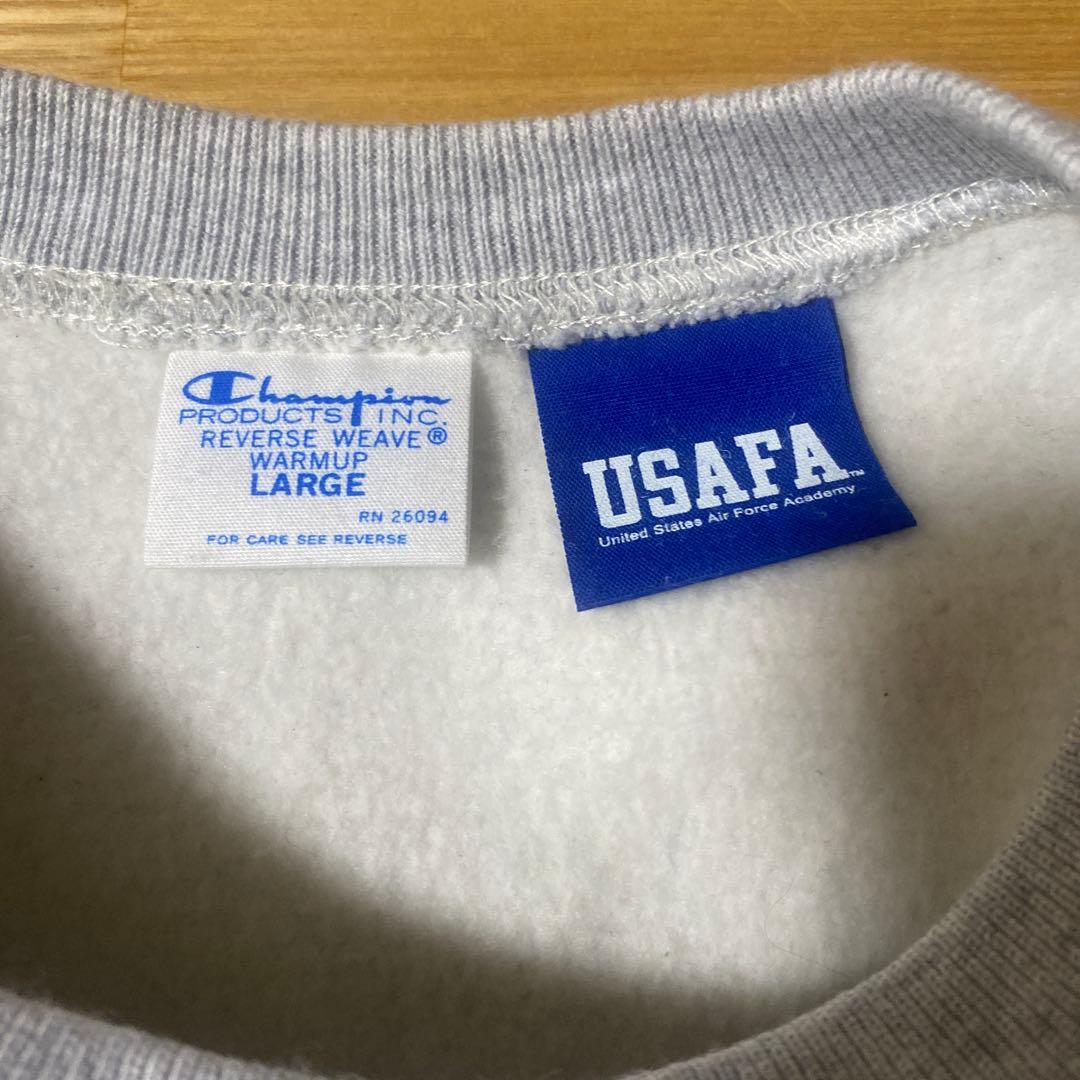 Champion
PRODUCTS INC.
REVERSE WEAVE®
WARMUP
LARGE
RN 26094
FOR CARE SEE REVERSE
USAFA™
United States Air Force Academy